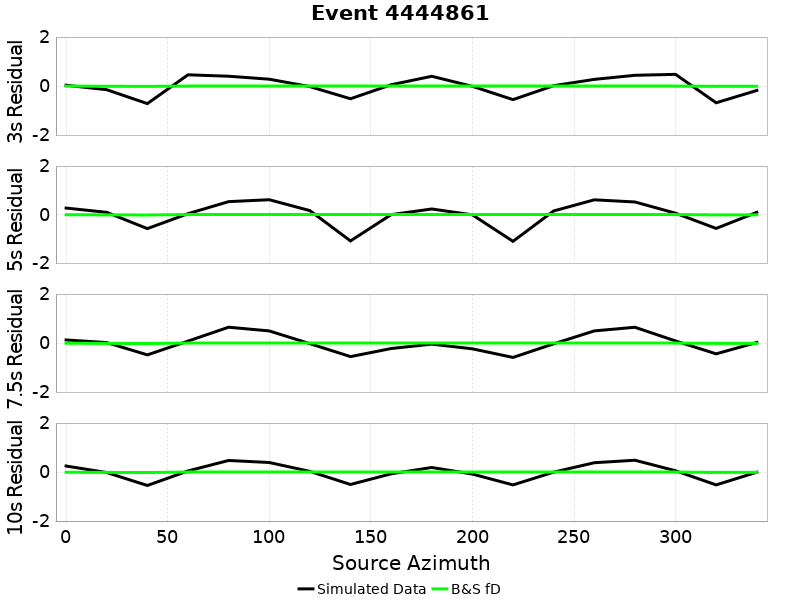 Event 4444861
3s Residual
2
0
-2
5s Residual
2
0
-2
7.5s Residual
2
0
-2
10s Residual
2
0
-2
0 50 100 150 200 250 300
Source Azimuth
Simulated Data B&S fD